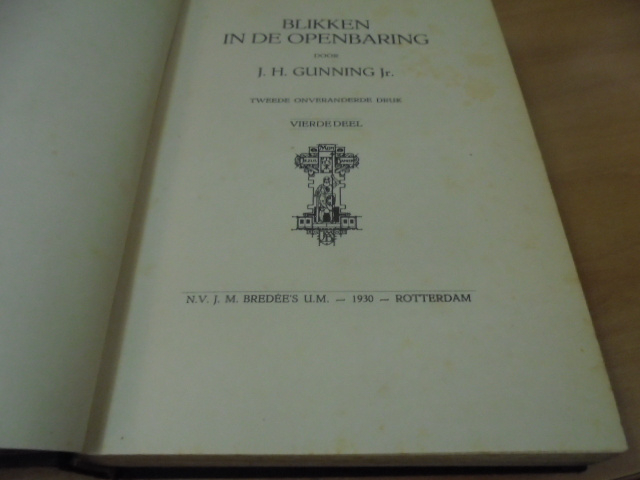 BLIKKEN
IN DE OPENBARING
DOOR
J. H. GUNNING Jr.
TWEEDE ONVERANDERDE DRUK
VIERDE DEEL
N.V. J. M. BREDÉE'S U.M. — 1930 — ROTTERDAM